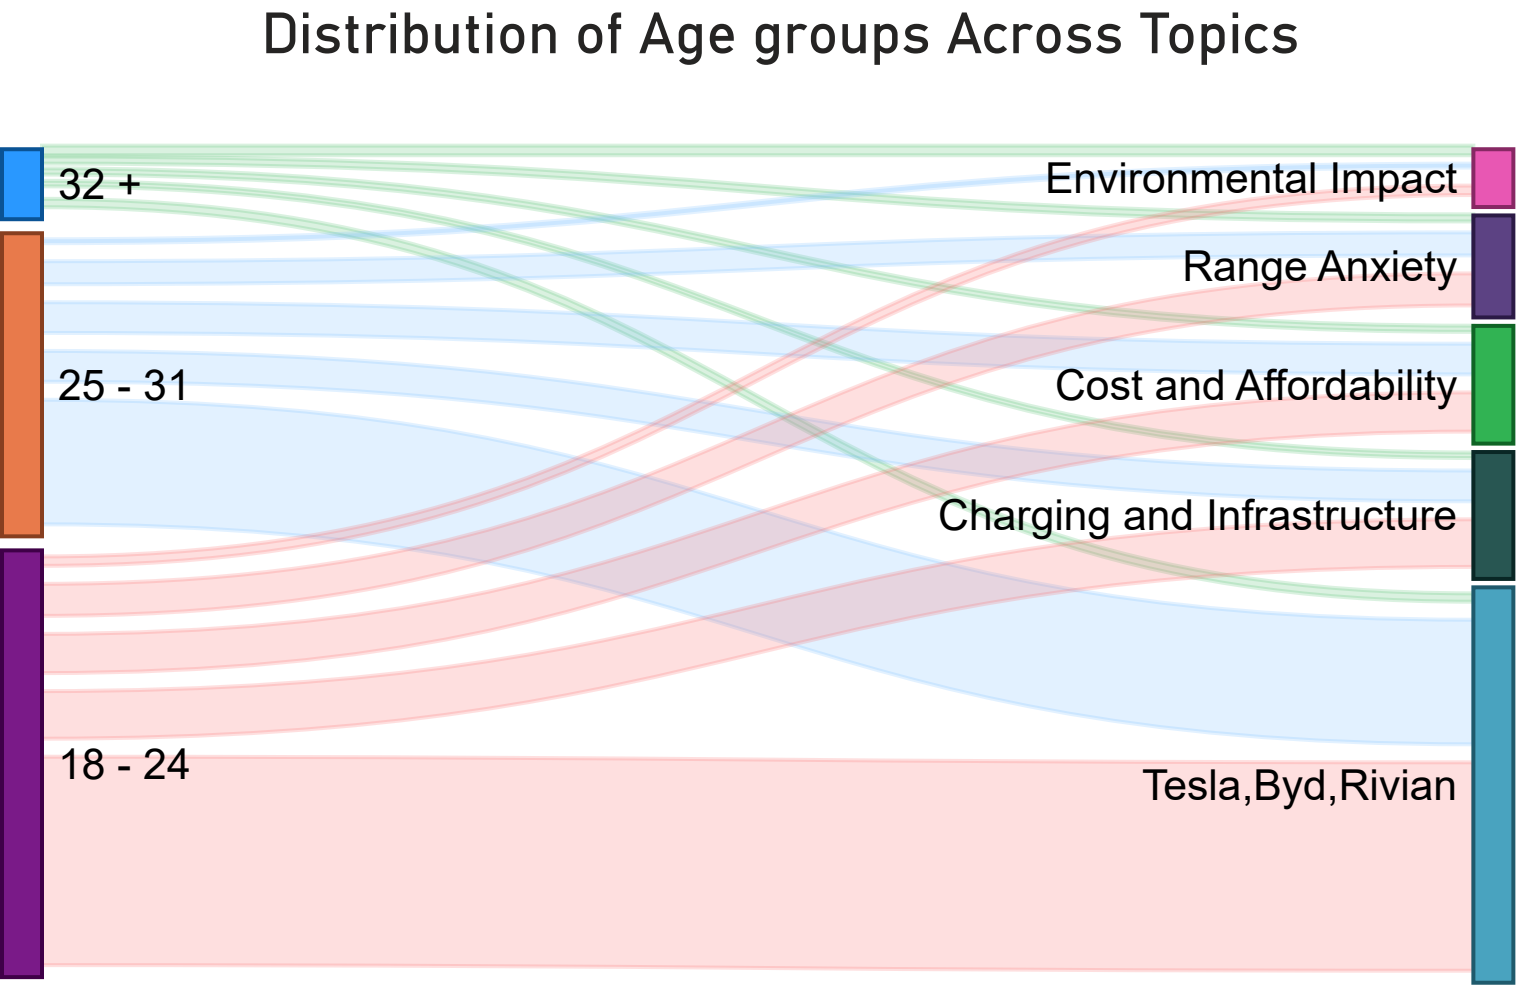 Distribution of Age groups Across Topics
32 +
25 - 31
18 - 24
Environmental Impact
Range Anxiety
Cost and Affordability
Charging and Infrastructure
Tesla,Byd,Rivian